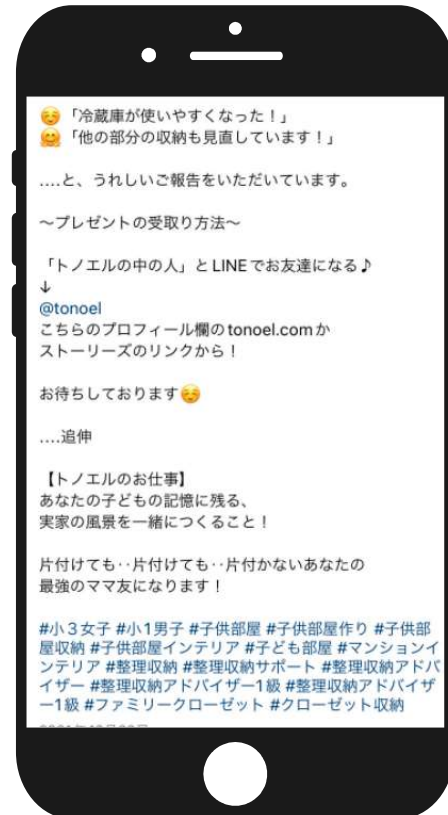 ☺️「冷蔵庫が使いやすくなった！」
🤗「他の部分の収納も見直しています！」
....と、うれしいご報告をいただいています。
〜プレゼントの受取り方法〜
「トノエルの中の人」とLINEでお友達になる♪
↓
@tonoel
こちらのプロフィール欄のtonoel.comか
ストーリーズのリンクから！
お待ちしております☺️
....追伸
【トノエルのお仕事】
あなたの子どもの記憶に残る、
実家の風景を一緒につくること！
片付けても‥片付けても‥片付かないあなたの
最強のママ友になります！
#小３女子 #小1男子 #子供部屋 #子供部屋作り #子供部
屋収納 #子供部屋インテリア #子ども部屋 #マンションイ
ンテリア #整理収納 #整理収納サポート #整理収納アドバ
イザー #整理収納アドバイザー1級 #整理収納アドバイザ
ー1級 #ファミリークローゼット #クローゼット収納